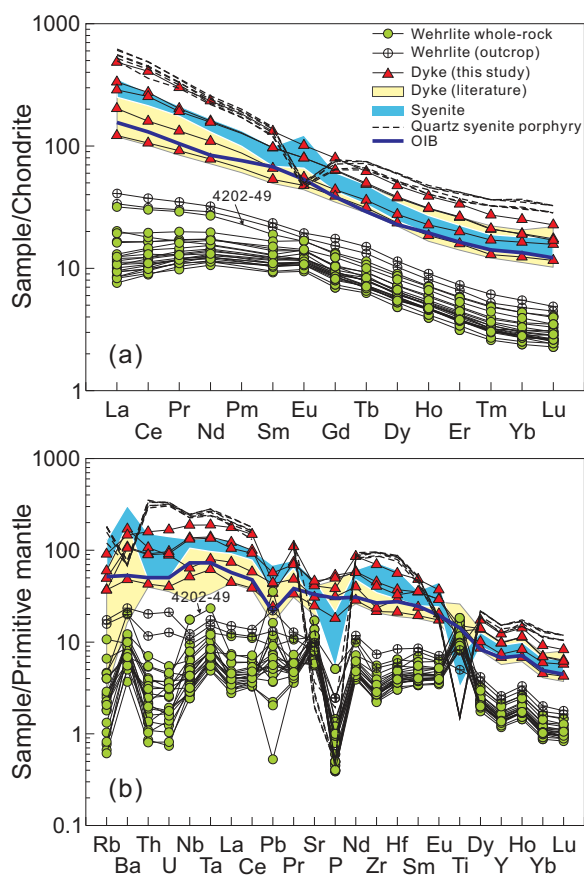 1000
100
10
1
Sample/Chondrite
Wehrlite whole-rock
Wehrlite (outcrop)
Dyke (this study)
Dyke (literature)
Syenite
Quartz syenite porphyry
OIB
4202-49
(a)
La Pr Pm Eu Tb Ho Tm Lu
Ce Nd Sm Gd Dy Er Yb
1000
100
10
1
0.1
Sample/Primitive mantle
4202-49
(b)
Rb Th Nb La Pb Sr Nd Hf Eu Dy Ho Lu
Ba U Ta Ce Pr P Zr Sm Ti Y Yb